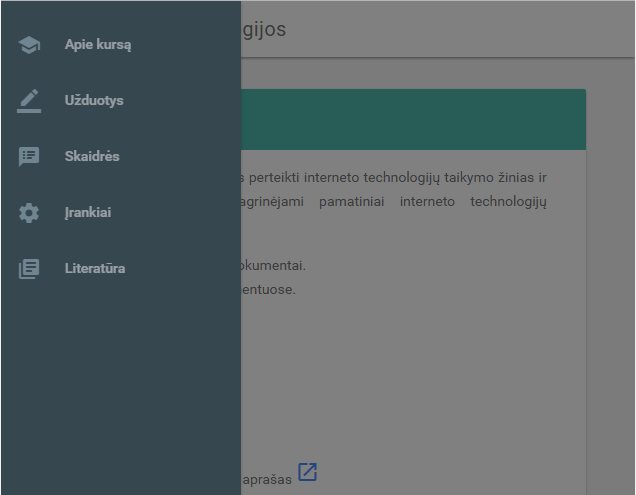 gijos
Apie kursą
Užduotys
Skaidrės
Įrankiai
Literatūra
s perteikti interneto technologijų taikymo žinias ir
agrinėjami pamatiniai interneto technologijų
okumentai.
entuose.
aprašas